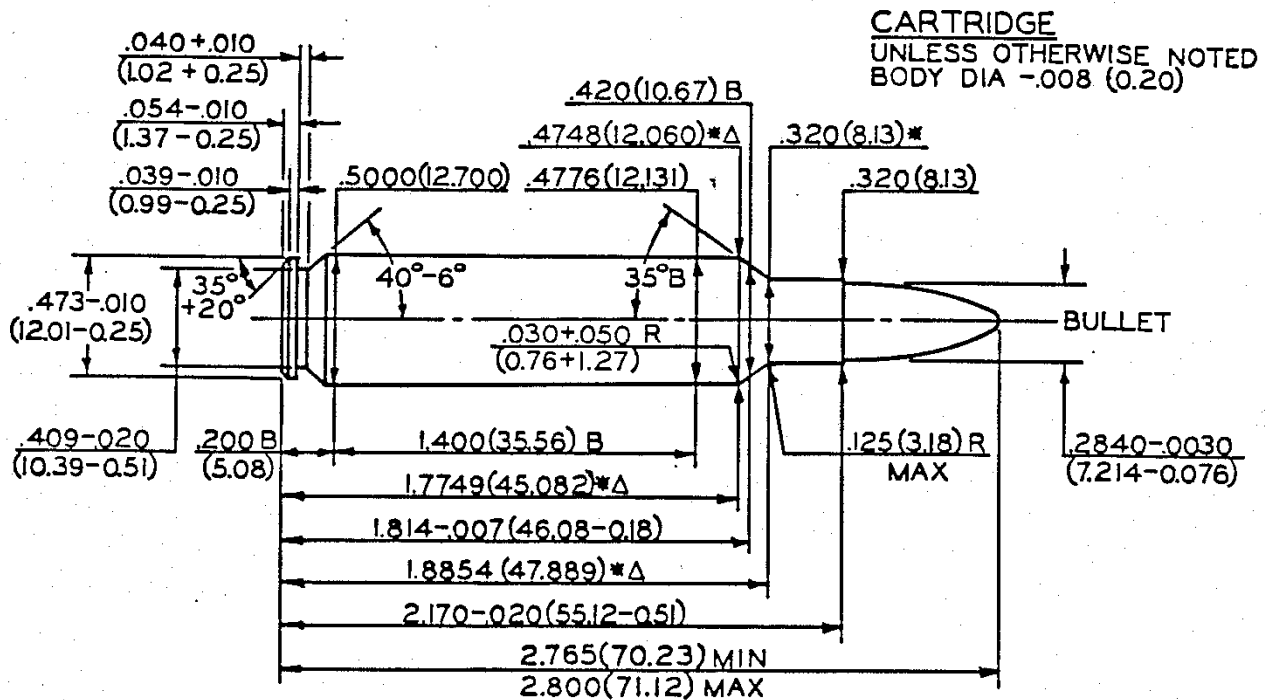 CARTRIDGE
UNLESS OTHERWISE NOTED
BODY DIA -.008 (0.20)
.040+.010
(1.02 + 0.25)
.054-.010
(1.37-0.25)
.039-.010
(0.99-0.25)
.420(10.67) B
.4748(12.060)*Δ
.320(8.13)*
.5000(12.700)
.4776(12.131)
.320(8.13)
35°
+20°
40°-6°
35°B
.473-.010
(12.01-0.25)
.030+.050 R
(0.76+1.27)
BULLET
.409-.020
(10.39-0.51)
.200 B
(5.08)
1.400(35.56) B
.125(3.18) R
MAX
.2840-.0030
(7.214-0.076)
1.7749(45.082)*Δ
1.814-.007(46.08-0.18)
1.8854(47.889)*Δ
2.170-.020(55.12-0.51)
2.765(70.23) MIN
2.800(71.12) MAX